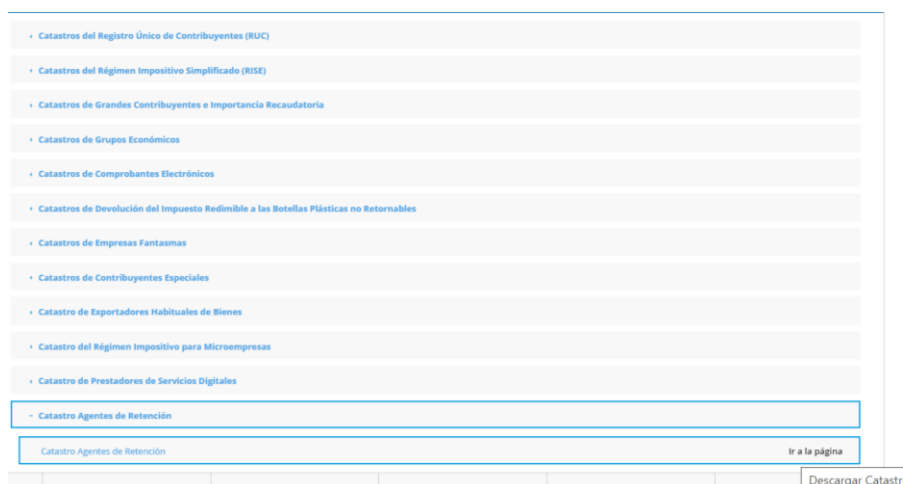 Catastros del Registro Único de Contribuyentes (RUC)
Catastros del Régimen Impositivo Simplificado (RISE)
Catastros de Grandes Contribuyentes e Importancia Recaudatoria
Catastros de Grupos Económicos
Catastros de Comprobantes Electrónicos
Catastros de Devolución del Impuesto Redimible a las Botellas Plásticas no Retornables
Catastros de Empresas Fantasmas
Catastros de Contribuyentes Especiales
Catastro de Exportadores Habituales de Bienes
Catastro del Régimen Impositivo para Microempresas
Catastro de Prestadores de Servicios Digitales
Catastro Agentes de Retención
Catastro Agentes de Retención Ir a la página
Descargar Catastr